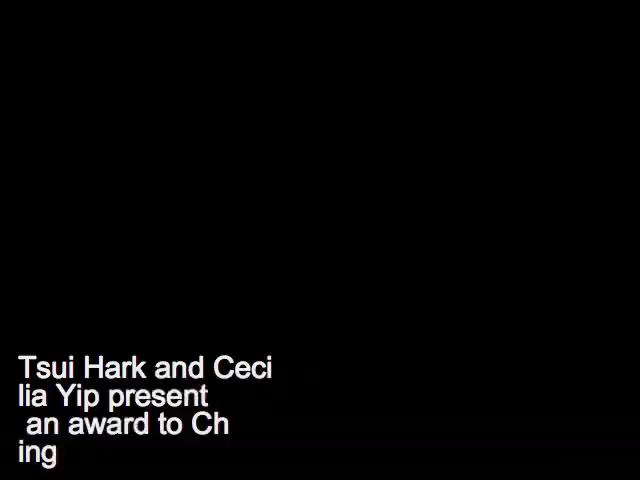 Tsui Hark and Ceci
lia Yip present
an award to Ch
ing